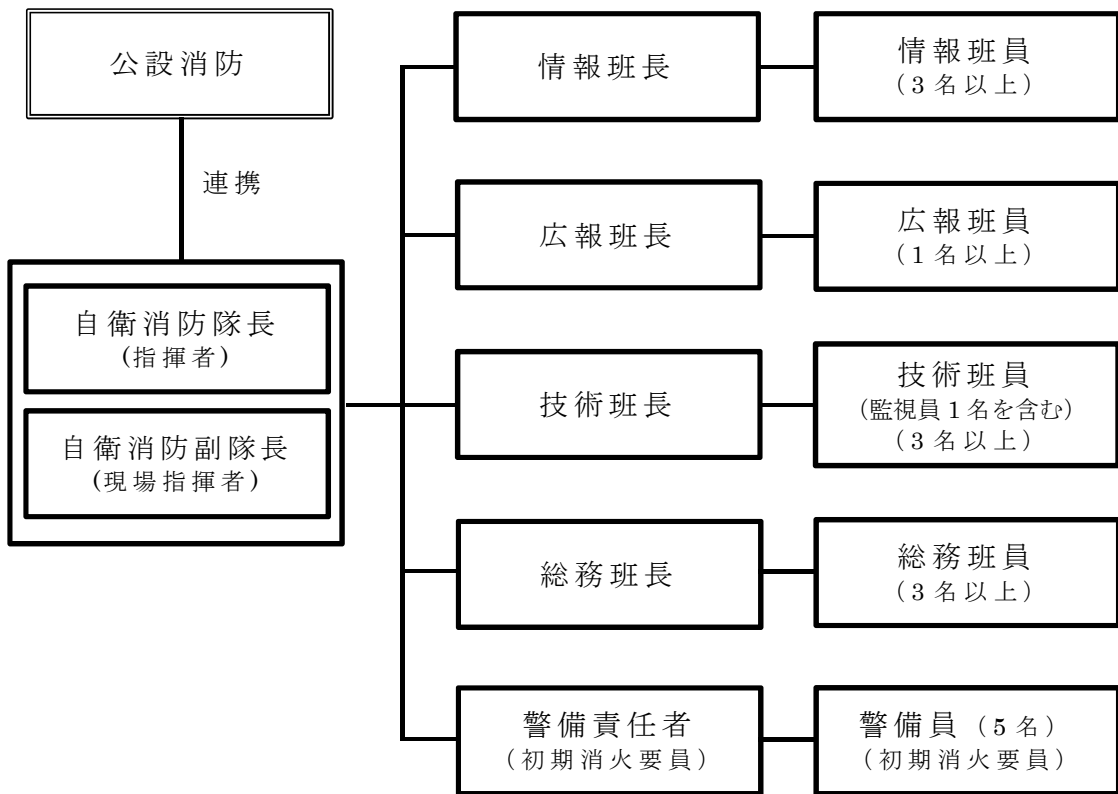 公設消防
連携
自衛消防隊長
(指揮者)
自衛消防副隊長
(現場指揮者)
情報班長
情報班員
(3名以上)
広報班長
広報班員
(1名以上)
技術班長
技術班員
(監視員1名を含む)
(3名以上)
総務班長
総務班員
(3名以上)
警備責任者
(初期消火要員)
警備員(5名)
(初期消火要員)